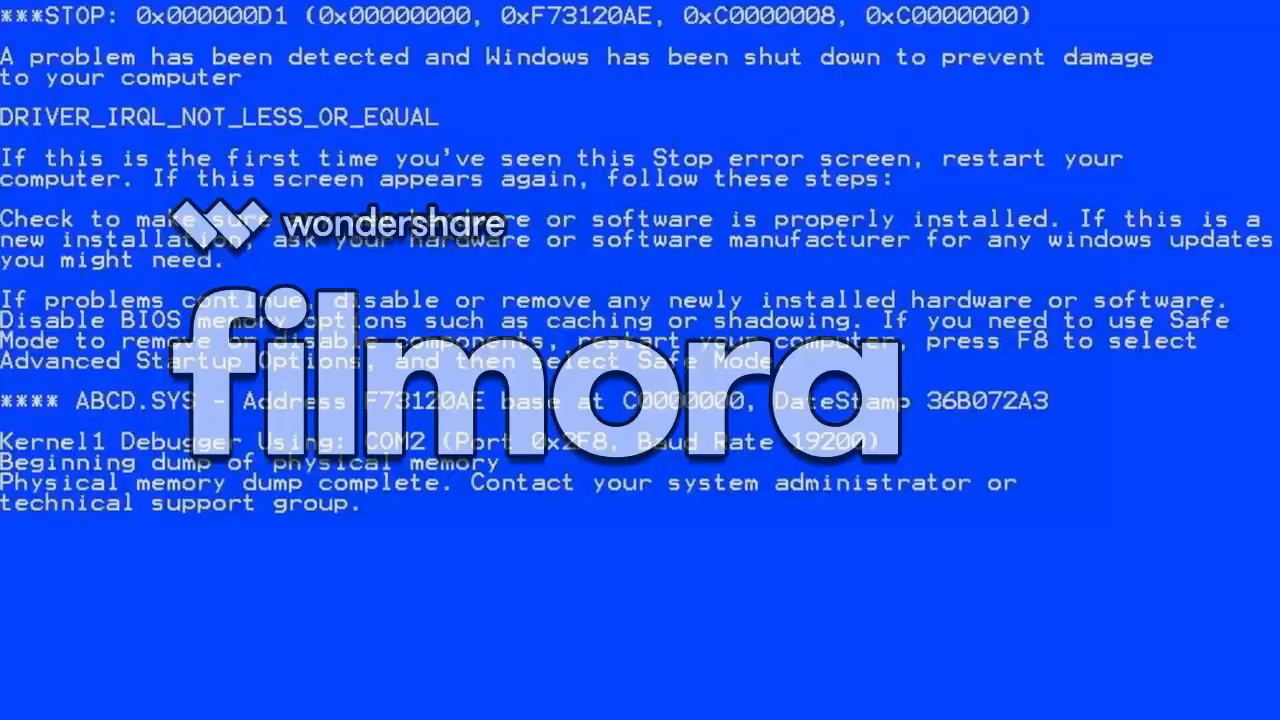 ***STOP: 0x000000D1 (0x00000000, 0xF73120AE, 0xC0000008, 0xC0000000)
A problem has been detected and Windows has been shut down to prevent damage
to your computer
DRIVER_IRQL_NOT_LESS_OR_EQUAL
If this is the first time you've seen this Stop error screen, restart your
computer. If this screen appears again, follow these steps:
Check to make sure any new hardware or software is properly installed. If this is a
new installation, ask your hardware or software manufacturer for any windows updates
you might need.
If problems continue, disable or remove any newly installed hardware or software.
Disable BIOS memory options such as caching or shadowing. If you need to use Safe
Mode to remove or disable components, restart your computer, press F8 to select
Advanced Startup Options, and then select Safe Mode.
**** ABCD.SYS - Address F73120AE base at C0000000, DateStamp 36B072A3
Kernel1 Debugger Using: COM2 (Port 0x2F8, Baud Rate 19200)
Beginning dump of physical memory
Physical memory dump complete. Contact your system administrator or
technical support group.
wondershare
filmora